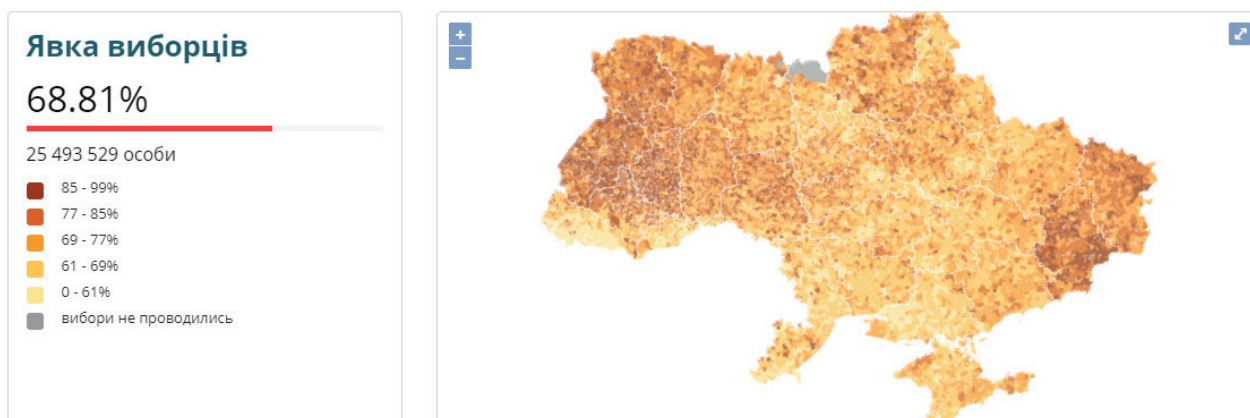 Явка виборців
68.81%
25 493 529 особи
85 - 99%
77 - 85%
69 - 77%
61 - 69%
0 - 61%
вибори не проводились
+
−